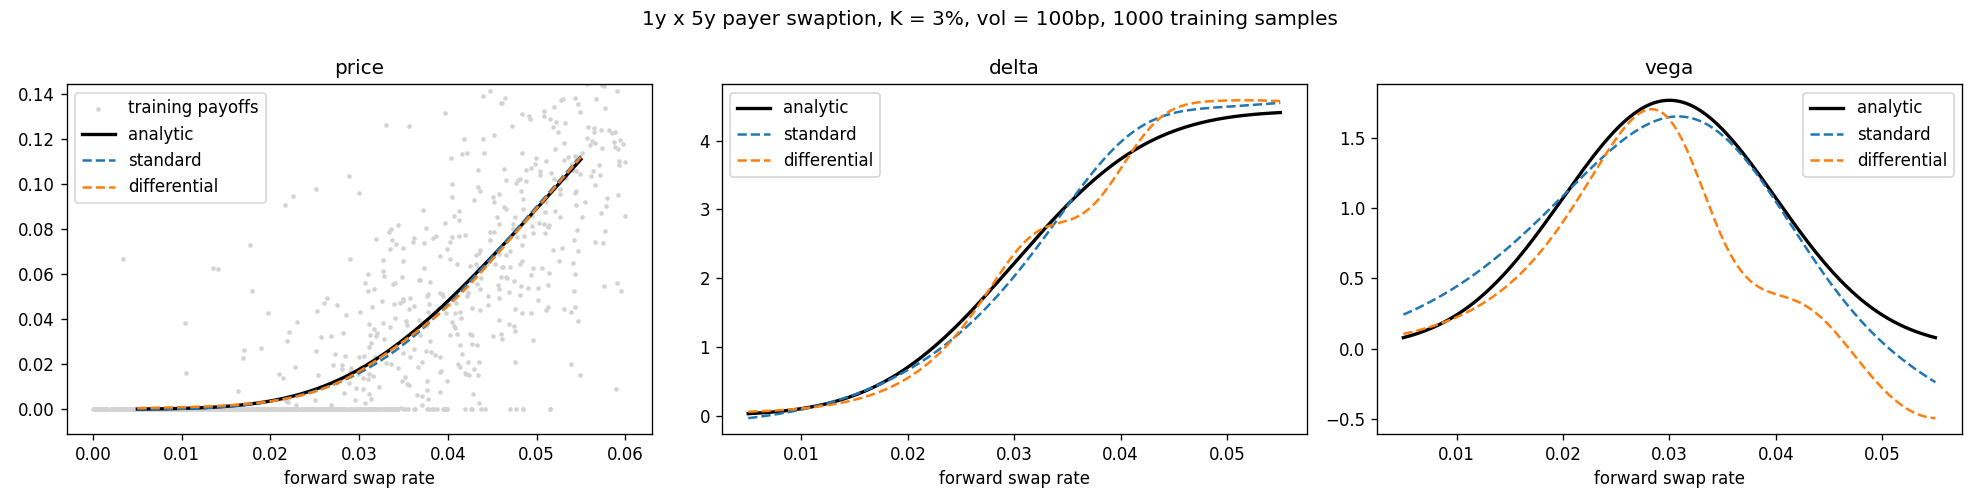 1y x 5y payer swaption, K = 3%, vol = 100bp, 1000 training samples
price
0.14
0.12
0.10
0.08
0.06
0.04
0.02
0.00
training payoffs
analytic
standard
differential
0.00 0.01 0.02 0.03 0.04 0.05 0.06
forward swap rate
delta
4
3
2
1
0
analytic
standard
differential
0.01 0.02 0.03 0.04 0.05
forward swap rate
vega
1.5
1.0
0.5
0.0
−0.5
analytic
standard
differential
0.01 0.02 0.03 0.04 0.05
forward swap rate